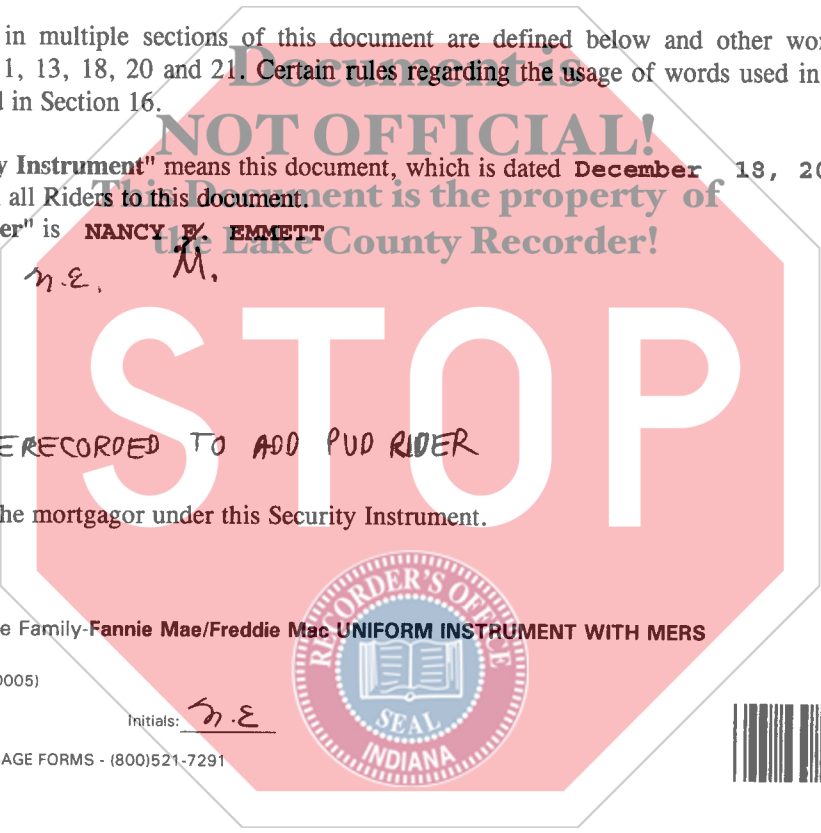 in multiple sections of this document are defined below and other wor
1, 13, 18, 20 and 21. Certain rules regarding the usage of words used in
in Section 16.
Document is
NOT OFFICIAL!
This Document is the property of
the Lake County Recorder!
y Instrument" means this document, which is dated December 18, 20
all Riders to this document.
er" is NANCY E. EMMETT
M.
n.E.
STOP
ERECORDED TO ADD PUD RIDER
he mortgagor under this Security Instrument.
e Family-Fannie Mae/Freddie Mac UNIFORM INSTRUMENT WITH MERS
0005)
Initials: n.E
AGE FORMS - (800)521-7291
RECORDER'S OFFICE
SEAL
INDIANA